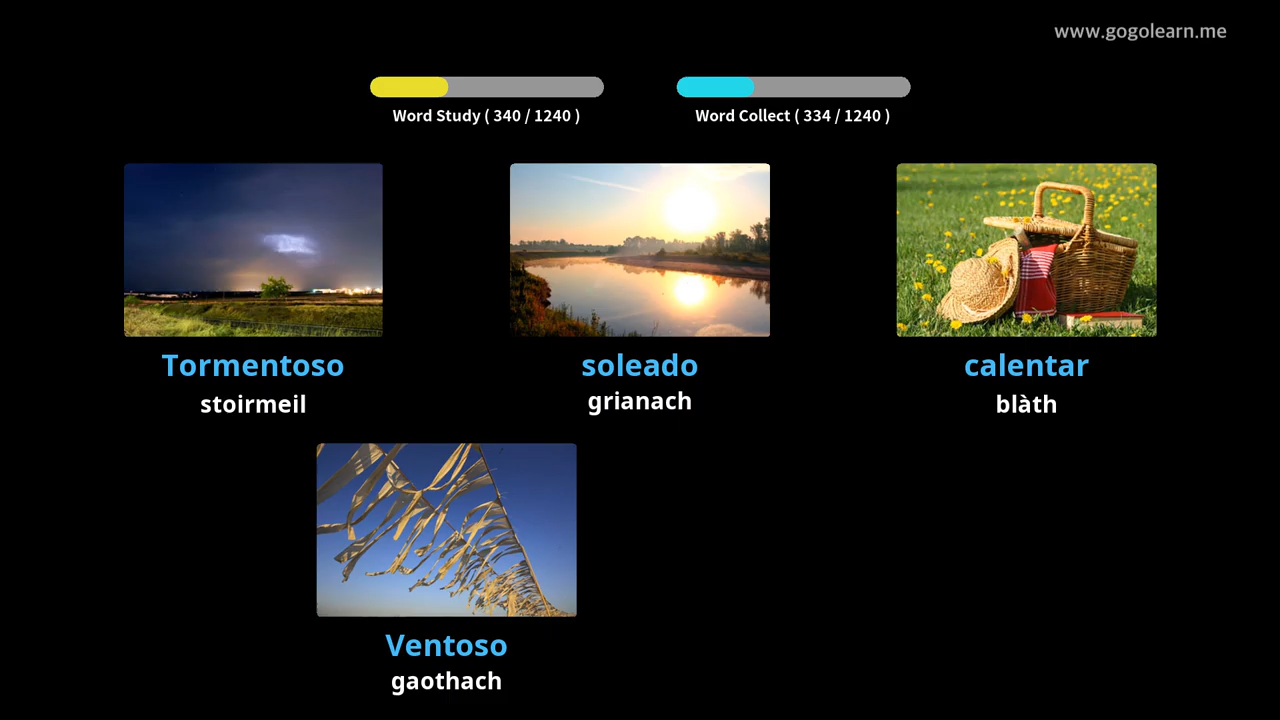 www.gogolearn.me
Word Study ( 340 / 1240 )
Word Collect ( 334 / 1240 )
Tormentoso
stoirmeil
soleado
grianach
calentar
blàth
Ventoso
gaothach